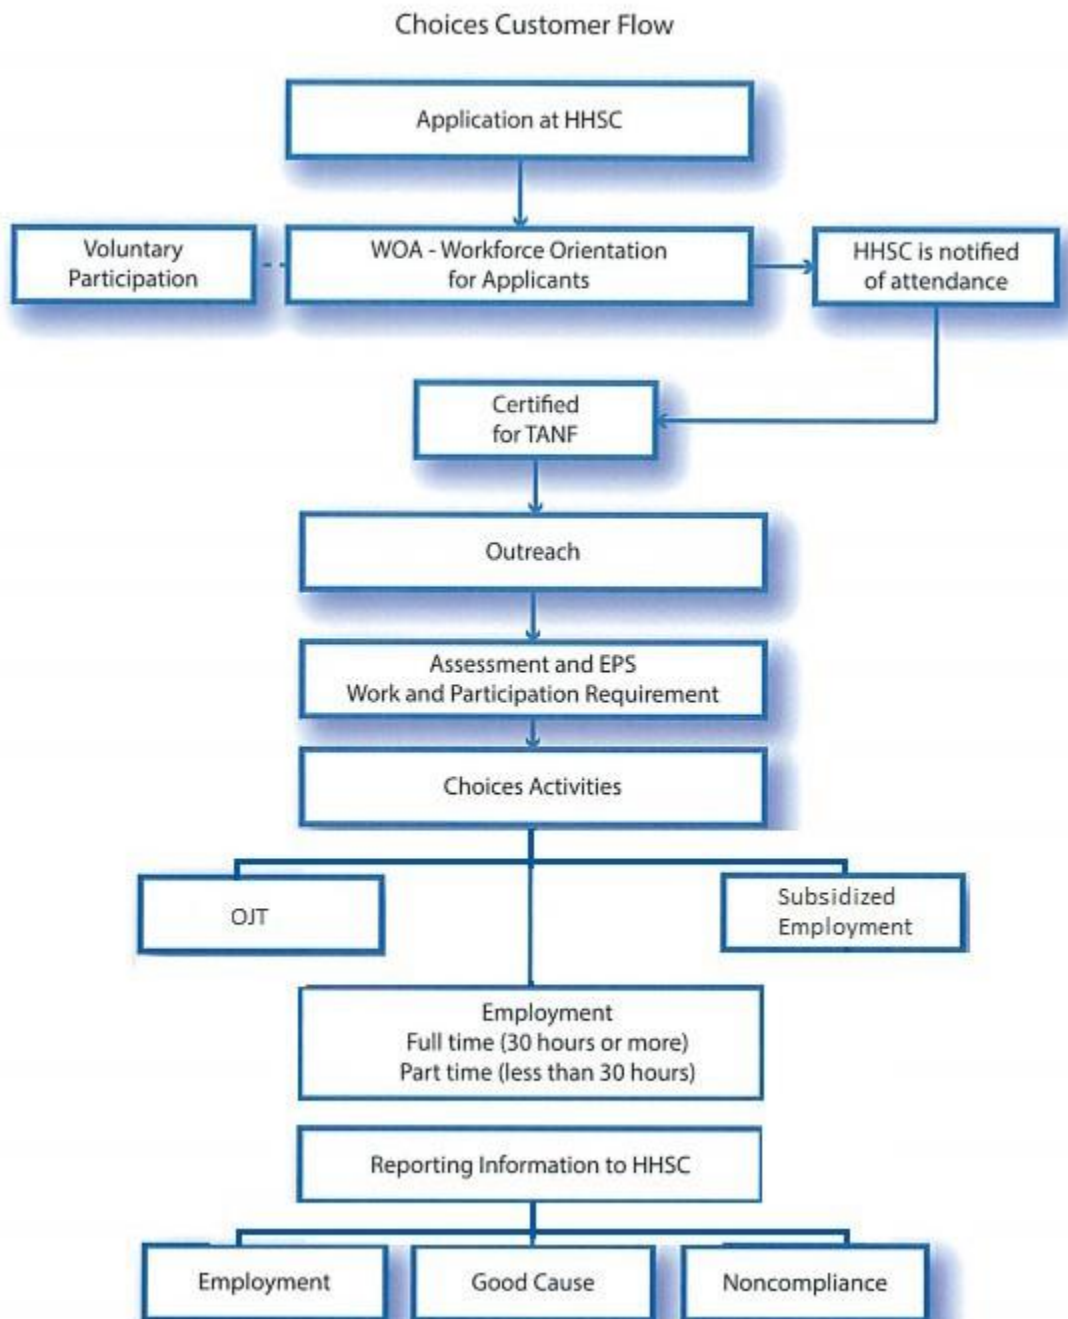 Choices Customer Flow
Application at HHSC
Voluntary
Participation
WOA - Workforce Orientation
for Applicants
HHSC is notified
of attendance
Certified
for TANF
Outreach
Assessment and EPS
Work and Participation Requirement
Choices Activities
OJT
Subsidized
Employment
Employment
Full time (30 hours or more)
Part time (less than 30 hours)
Reporting Information to HHSC
Employment
Good Cause
Noncompliance